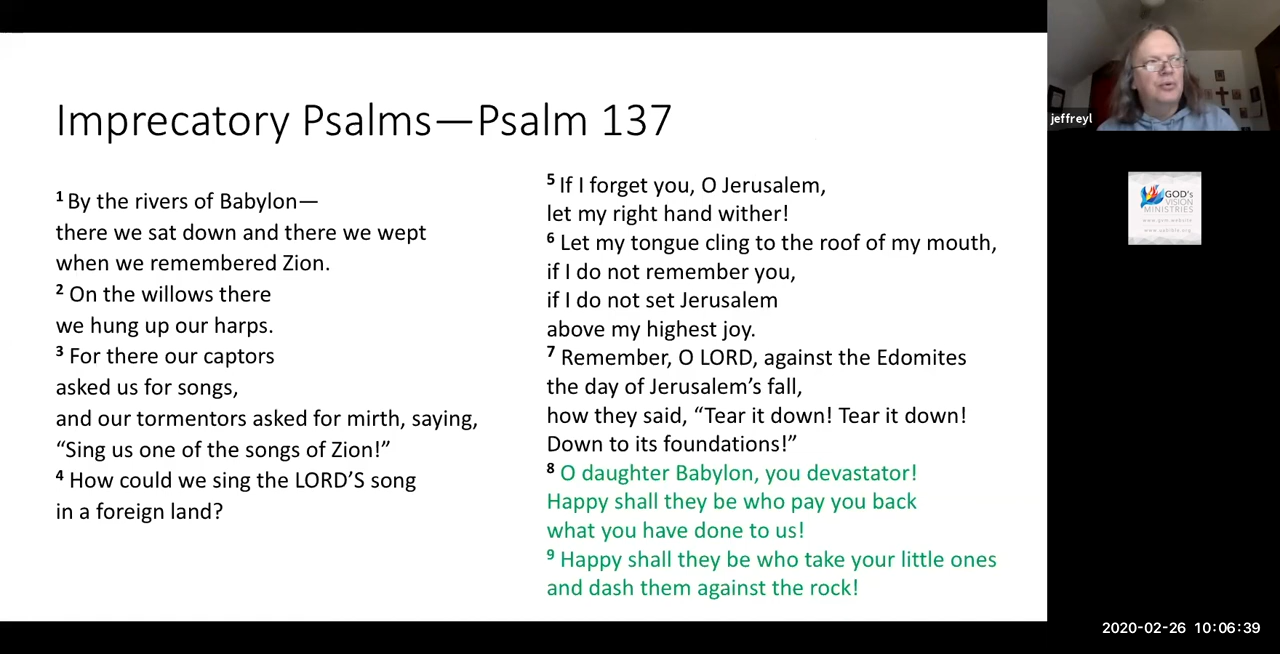 Imprecatory Psalms—Psalm 137
1 By the rivers of Babylon—
there we sat down and there we wept
when we remembered Zion.
2 On the willows there
we hung up our harps.
3 For there our captors
asked us for songs,
and our tormentors asked for mirth, saying,
“Sing us one of the songs of Zion!”
4 How could we sing the LORD’S song
in a foreign land?
5 If I forget you, O Jerusalem,
let my right hand wither!
6 Let my tongue cling to the roof of my mouth,
if I do not remember you,
if I do not set Jerusalem
above my highest joy.
7 Remember, O LORD, against the Edomites
the day of Jerusalem’s fall,
how they said, “Tear it down! Tear it down!
Down to its foundations!”
8 O daughter Babylon, you devastator!
Happy shall they be who pay you back
what you have done to us!
9 Happy shall they be who take your little ones
and dash them against the rock!
jeffreyl
GOD's
VISION
MINISTRIES
2020-02-26 10:06:39